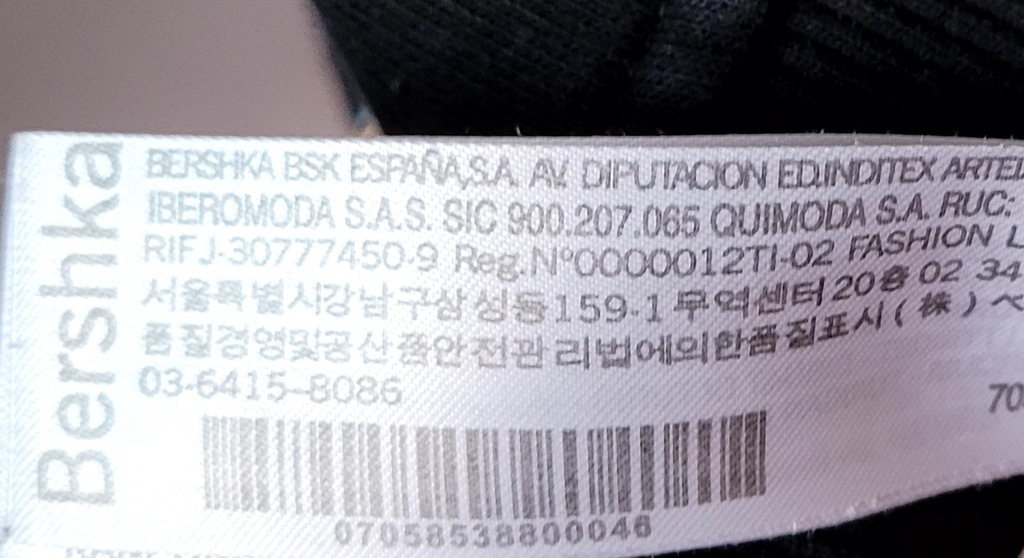 Bershka
BERSHKA BSK ESPAÑA,S.A. AV. DIPUTACION ED.INDITEX ARTEI
IBEROMODA S.A.S. SIC 900.207.065 QUIMODA S.A. RUC:
RIFJ-30777450-9 Reg.Nº0000012TI-02 FASHION L
서울특별시강남구삼성동159-1 무역센터20층 02 34
품질경영및공산품안전관리법에의한품질표시(株)ベ
03-6415-8086
70
07058538800046